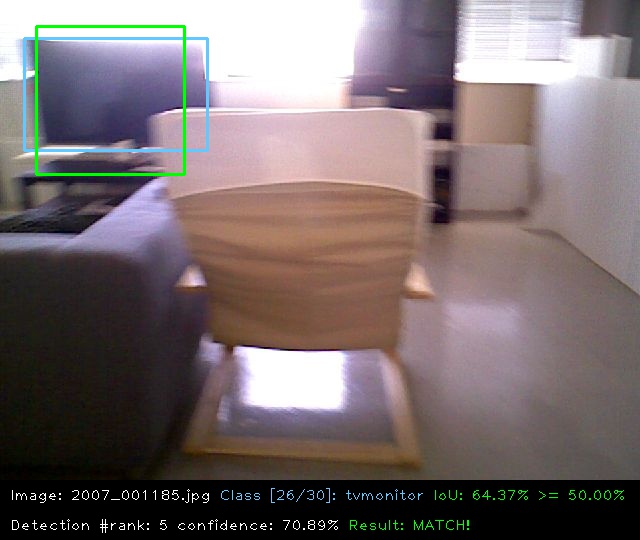 Image: 2007_001185.jpg Class [26/30]: tvmonitor IoU: 64.37% >= 50.00%
Detection #rank: 5 confidence: 70.89% Result: MATCH!